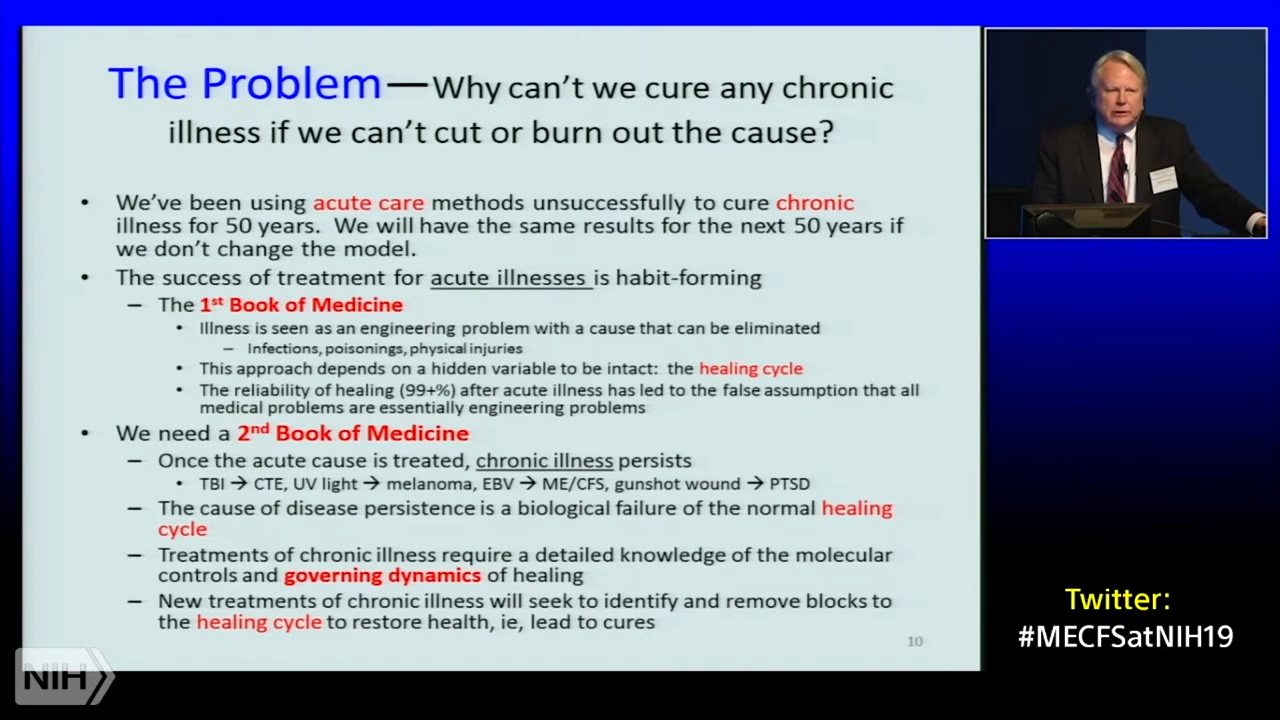 The Problem—Why can't we cure any chronic
illness if we can't cut or burn out the cause?
• We've been using acute care methods unsuccessfully to cure chronic
illness for 50 years. We will have the same results for the next 50 years if
we don't change the model.
• The success of treatment for acute illnesses is habit-forming
– The 1st Book of Medicine
• Illness is seen as an engineering problem with a cause that can be eliminated
– Infections, poisonings, physical injuries
• This approach depends on a hidden variable to be intact: the healing cycle
• The reliability of healing (99+%) after acute illness has led to the false assumption that all
medical problems are essentially engineering problems
• We need a 2nd Book of Medicine
– Once the acute cause is treated, chronic illness persists
• TBI → CTE, UV light → melanoma, EBV → ME/CFS, gunshot wound → PTSD
– The cause of disease persistence is a biological failure of the normal healing
cycle
– Treatments of chronic illness require a detailed knowledge of the molecular
controls and governing dynamics of healing
– New treatments of chronic illness will seek to identify and remove blocks to
the healing cycle to restore health, ie, lead to cures
10
Twitter:
#MECFSatNIH19
NIH